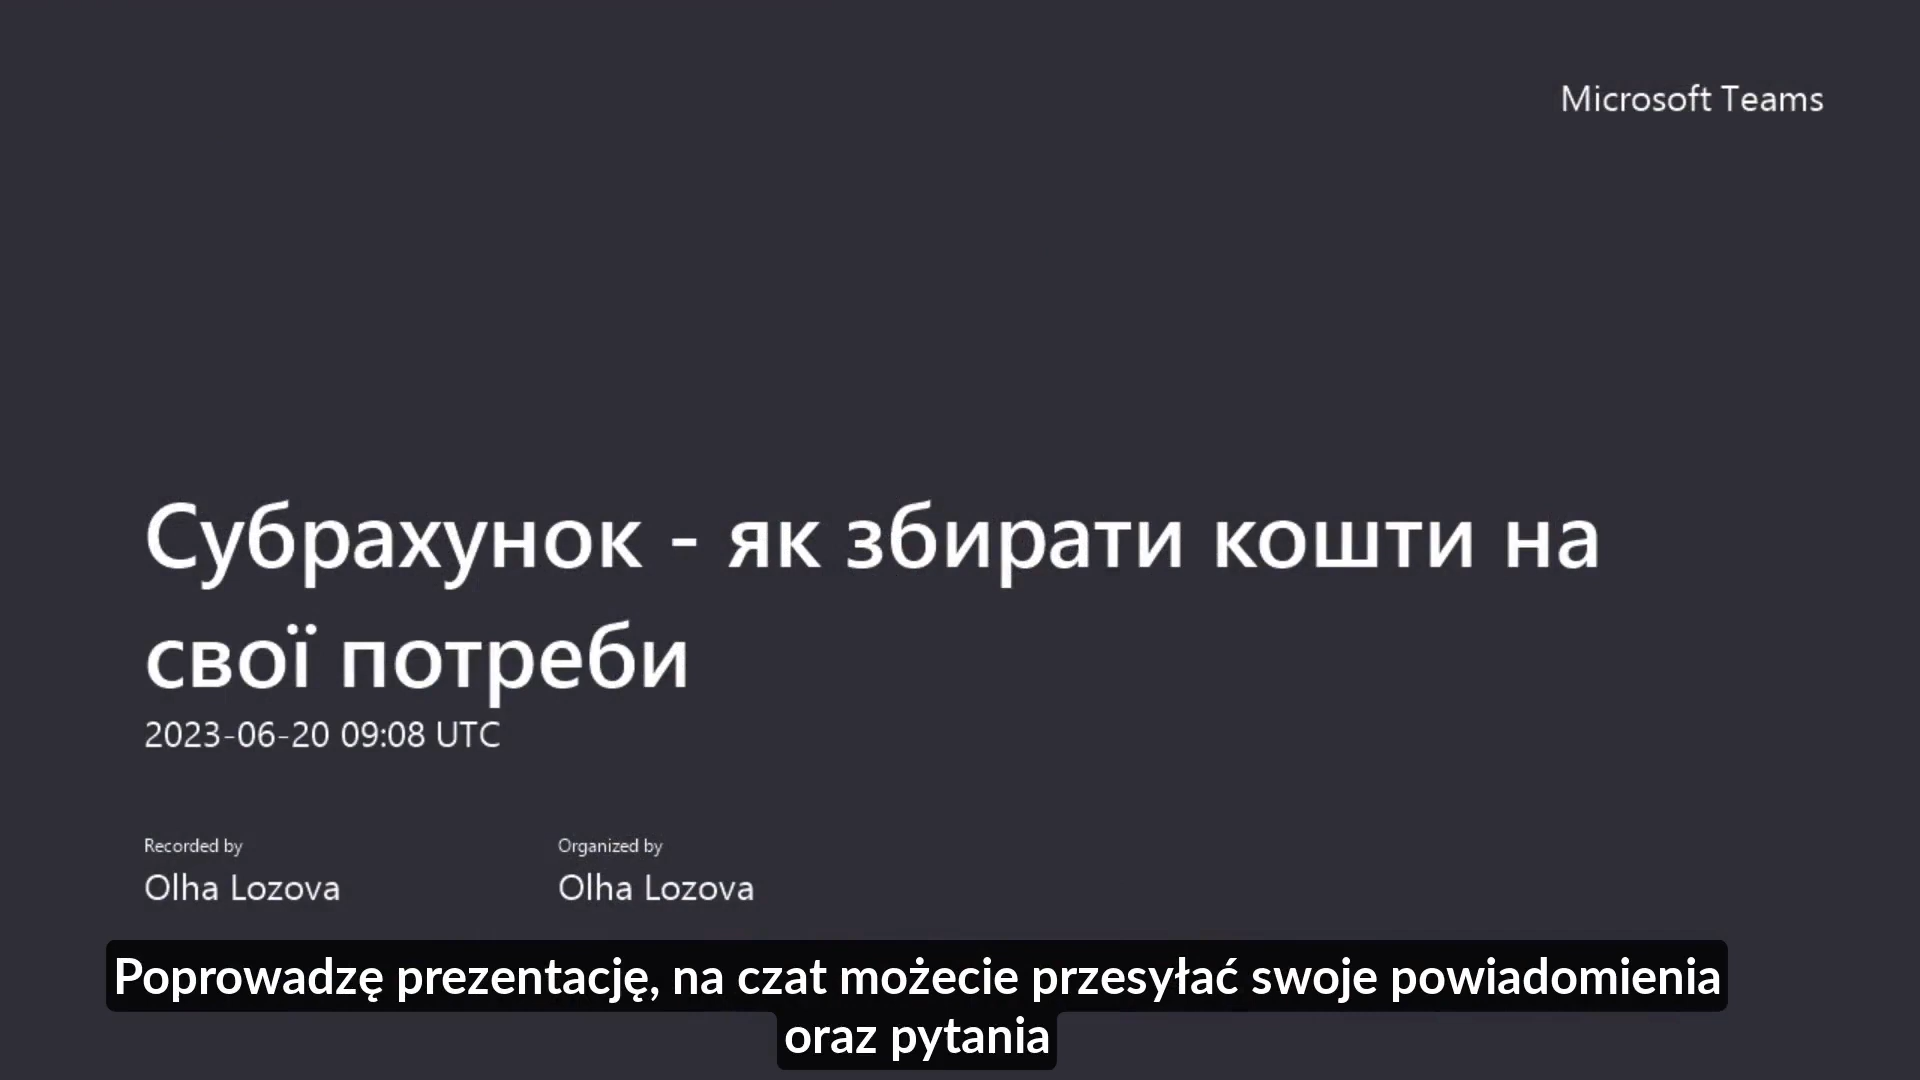 Microsoft Teams
Субрахунок - як збирати кошти на
свої потреби
2023-06-20 09:08 UTC
Recorded by
Olha Lozova
Organized by
Olha Lozova
Poprowadzę prezentację, na czat możecie przesyłać swoje powiadomienia
oraz pytania